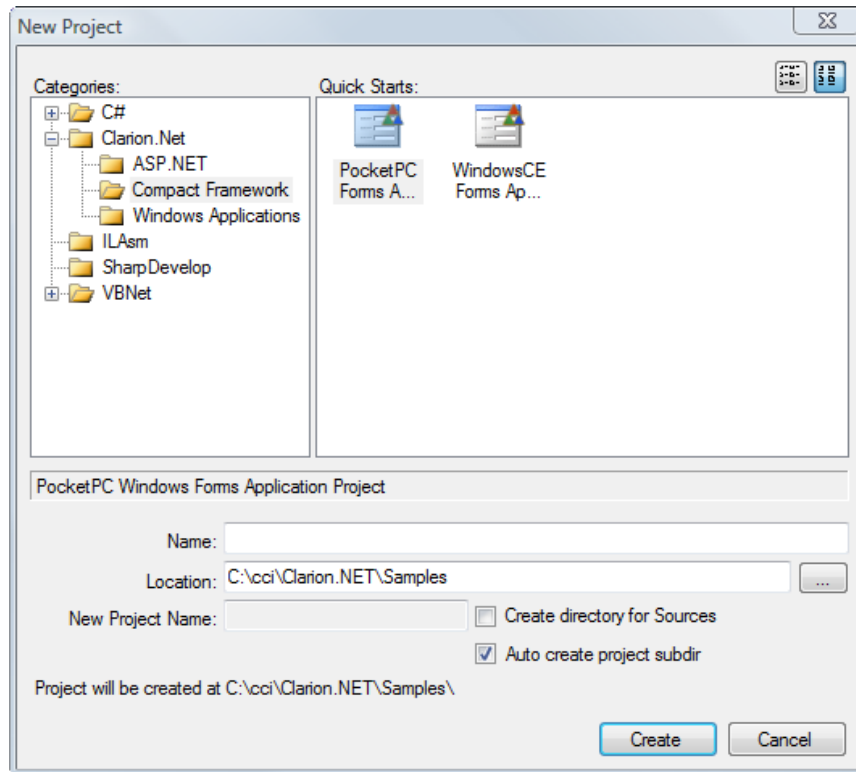 New Project
Categories:
Quick Starts:
C#
Clarion.Net
ASP.NET
Compact Framework
Windows Applications
ILAsm
SharpDevelop
VBNet
PocketPC
Forms A...
WindowsCE
Forms Ap...
PocketPC Windows Forms Application Project
Name:
Location: C:\cci\Clarion.NET\Samples
...
New Project Name:
Create directory for Sources
Auto create project subdir
Project will be created at C:\cci\Clarion.NET\Samples\
Create
Cancel